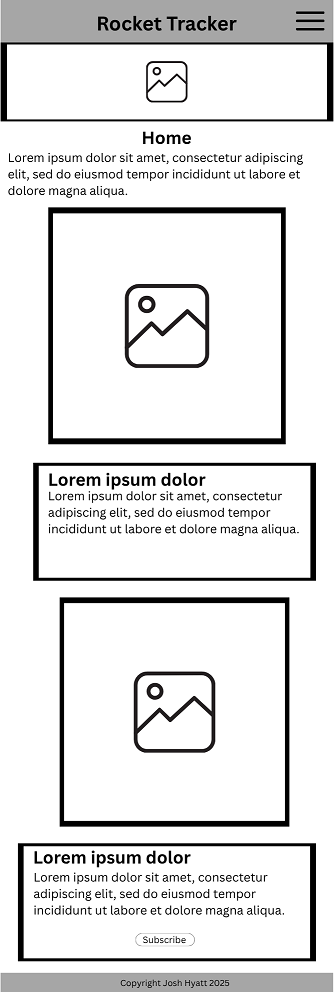 Rocket Tracker
Home
Lorem ipsum dolor sit amet, consectetur adipiscing
elit, sed do eiusmod tempor incididunt ut labore et
dolore magna aliqua.
Lorem ipsum dolor
Lorem ipsum dolor sit amet, consectetur
adipiscing elit, sed do eiusmod tempor
incididunt ut labore et dolore magna aliqua.
Lorem ipsum dolor
Lorem ipsum dolor sit amet, consectetur
adipiscing elit, sed do eiusmod tempor
incididunt ut labore et dolore magna aliqua.
Subscribe
Copyright Josh Hyatt 2025